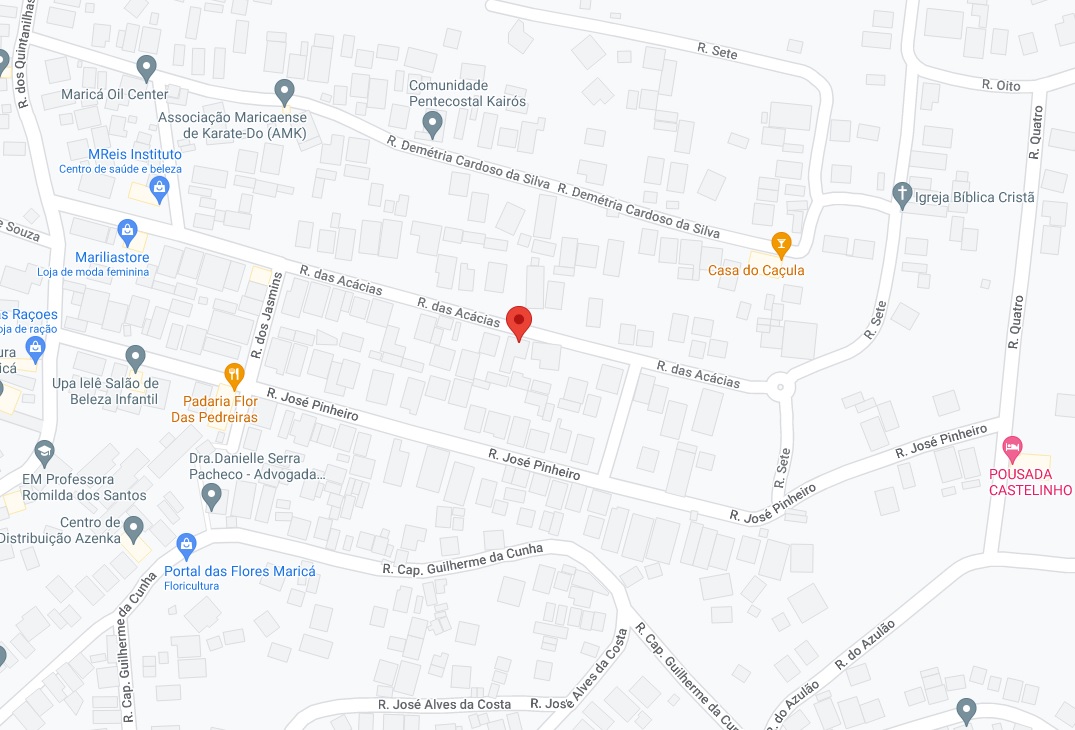 R. dos Quintanilhas
R. Sete
R. Oito
Maricá Oil Center
Comunidade
Pentecostal Kairós
Associação Maricaense
de Karate-Do (AMK)
R. Quatro
R. Demétria Cardoso da Silva
R. Demétria Cardoso da Silva
MReis Instituto
Centro de saúde e beleza
Igreja Bíblica Cristã
e Souza
Mariliastore
Loja de moda feminina
Casa do Caçula
R. das Acácias
R. das Acácias
R. dos Jasmins
R. Sete
R. Quatro
as Raçoes
oja de ração
ura
icá
R. das Acácias
Upa lelê Salão de
Beleza Infantil
Padaria Flor
Das Pedreiras
R. José Pinheiro
R. José Pinheiro
R. José Pinheiro
R. Sete
Dra.Danielle Serra
Pacheco - Advogada...
EM Professora
Romilda dos Santos
POUSADA
CASTELINHO
R. José Pinheiro
Centro de
Distribuição Azenka
Portal das Flores Maricá
Floricultura
R. Cap. Guilherme da Cunha
R. Cap. Guilherme da Cunha
R. Cap. Guilherme da Cun
R. José Alves da Costa
R. José Alves da Costa
R. do Azulão
R. do Azulão